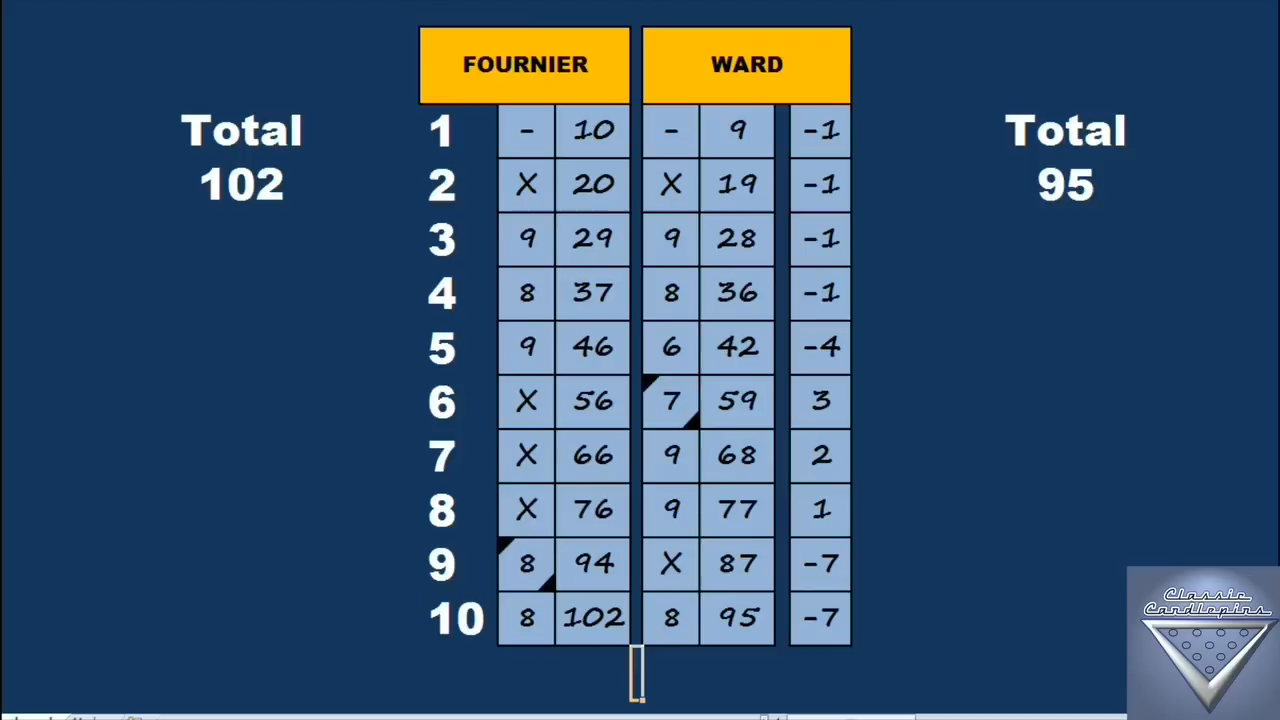 FOURNIER WARD
Total 1 - 10 - 9 -1 Total
102 2 X 20 X 19 -1 95
3 9 29 9 28 -1
4 8 37 8 36 -1
5 9 46 6 42 -4
6 X 56 7 59 3
7 X 66 9 68 2
8 X 76 9 77 1
9 8 94 X 87 -7
10 8 102 8 95 -7
Classic
Candlepins